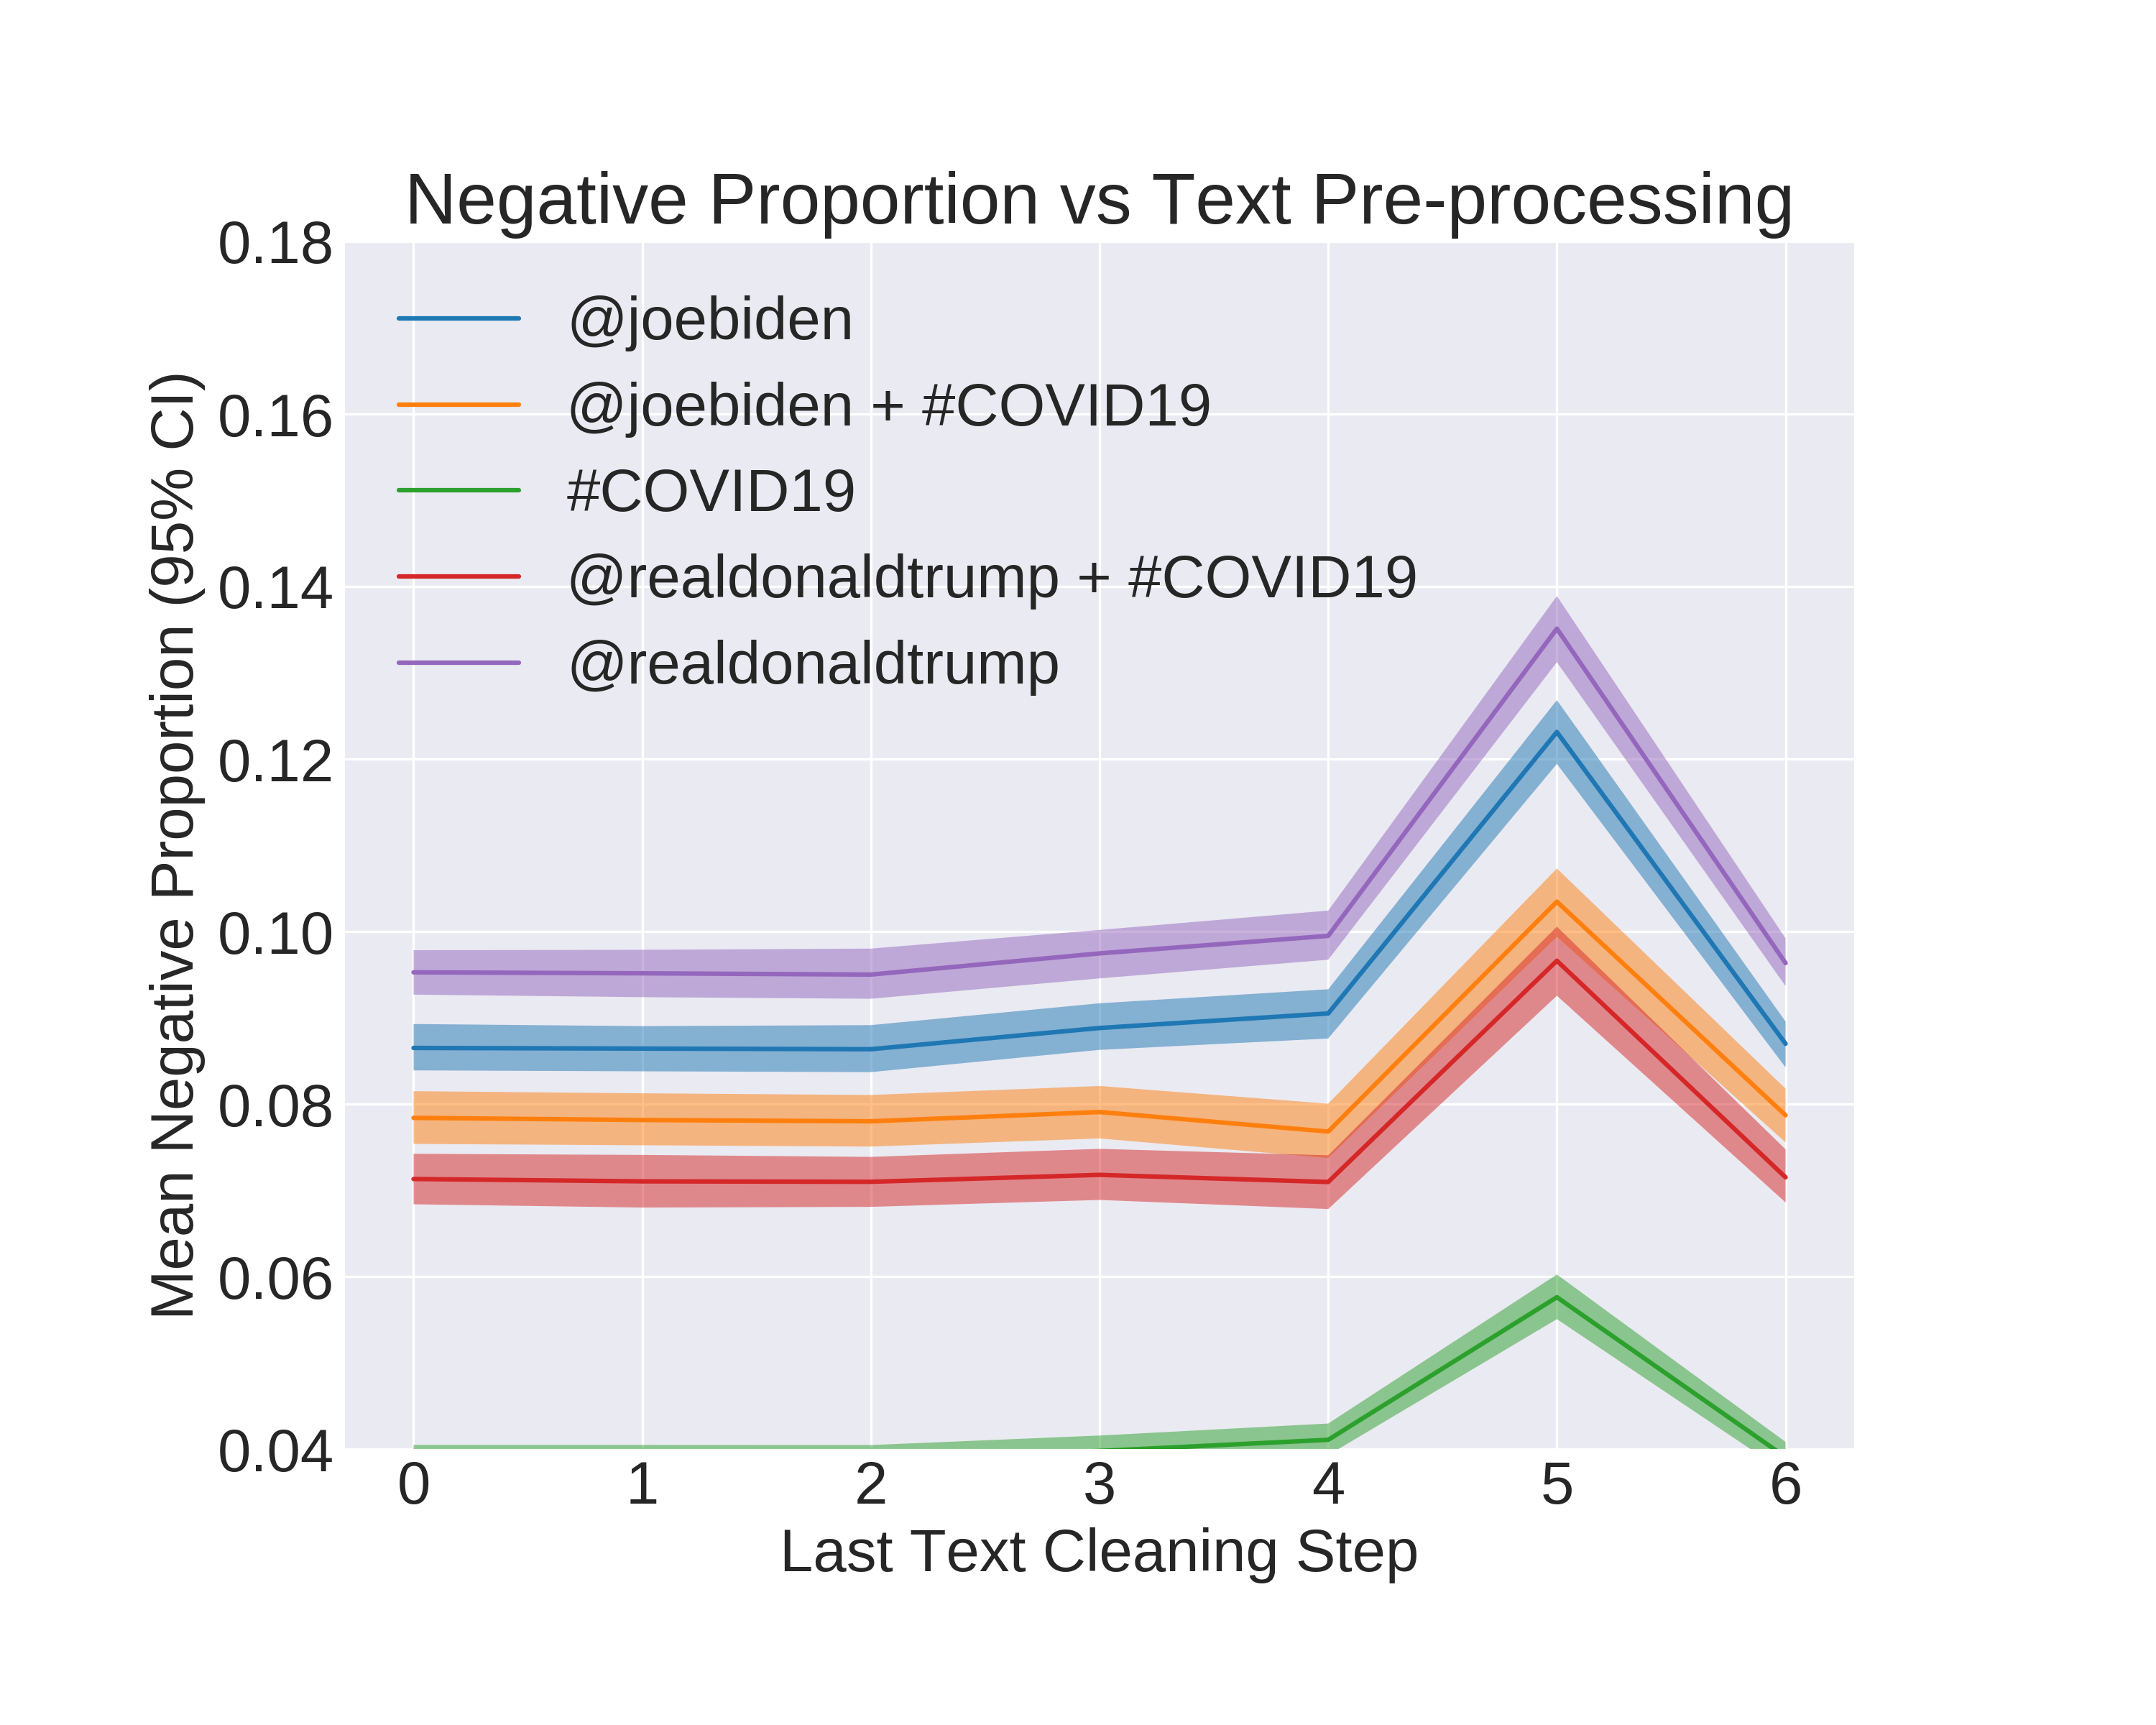 Negative Proportion vs Text Pre-processing
@joebiden
@joebiden + #COVID19
#COVID19
@realdonaldtrump + #COVID19
@realdonaldtrump
Mean Negative Proportion (95% CI)
0.18
0.16
0.14
0.12
0.10
0.08
0.06
0.04
0 1 2 3 4 5 6
Last Text Cleaning Step